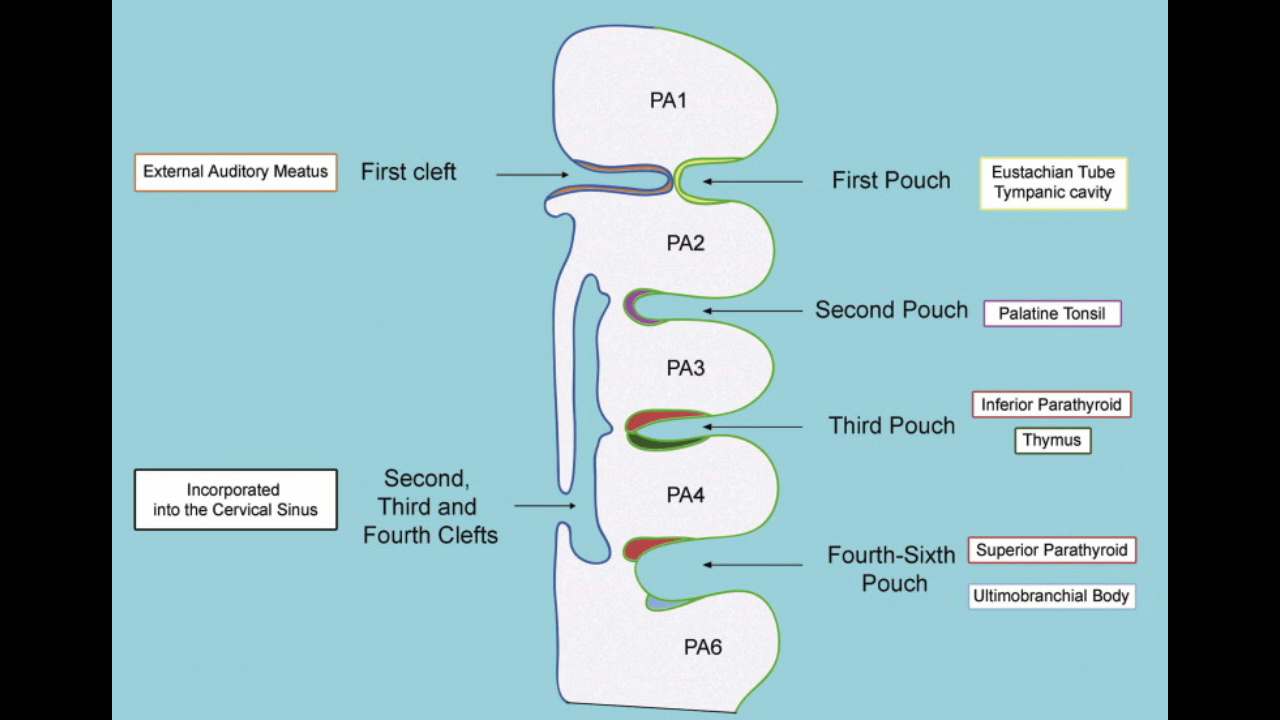 PA1
External Auditory Meatus
First cleft
First Pouch
Eustachian Tube
Tympanic cavity
PA2
Second Pouch
Palatine Tonsil
PA3
Third Pouch
Inferior Parathyroid
Thymus
Incorporated
into the Cervical Sinus
Second,
Third and
Fourth Clefts
PA4
Fourth-Sixth
Pouch
Superior Parathyroid
Ultimobranchial Body
PA6